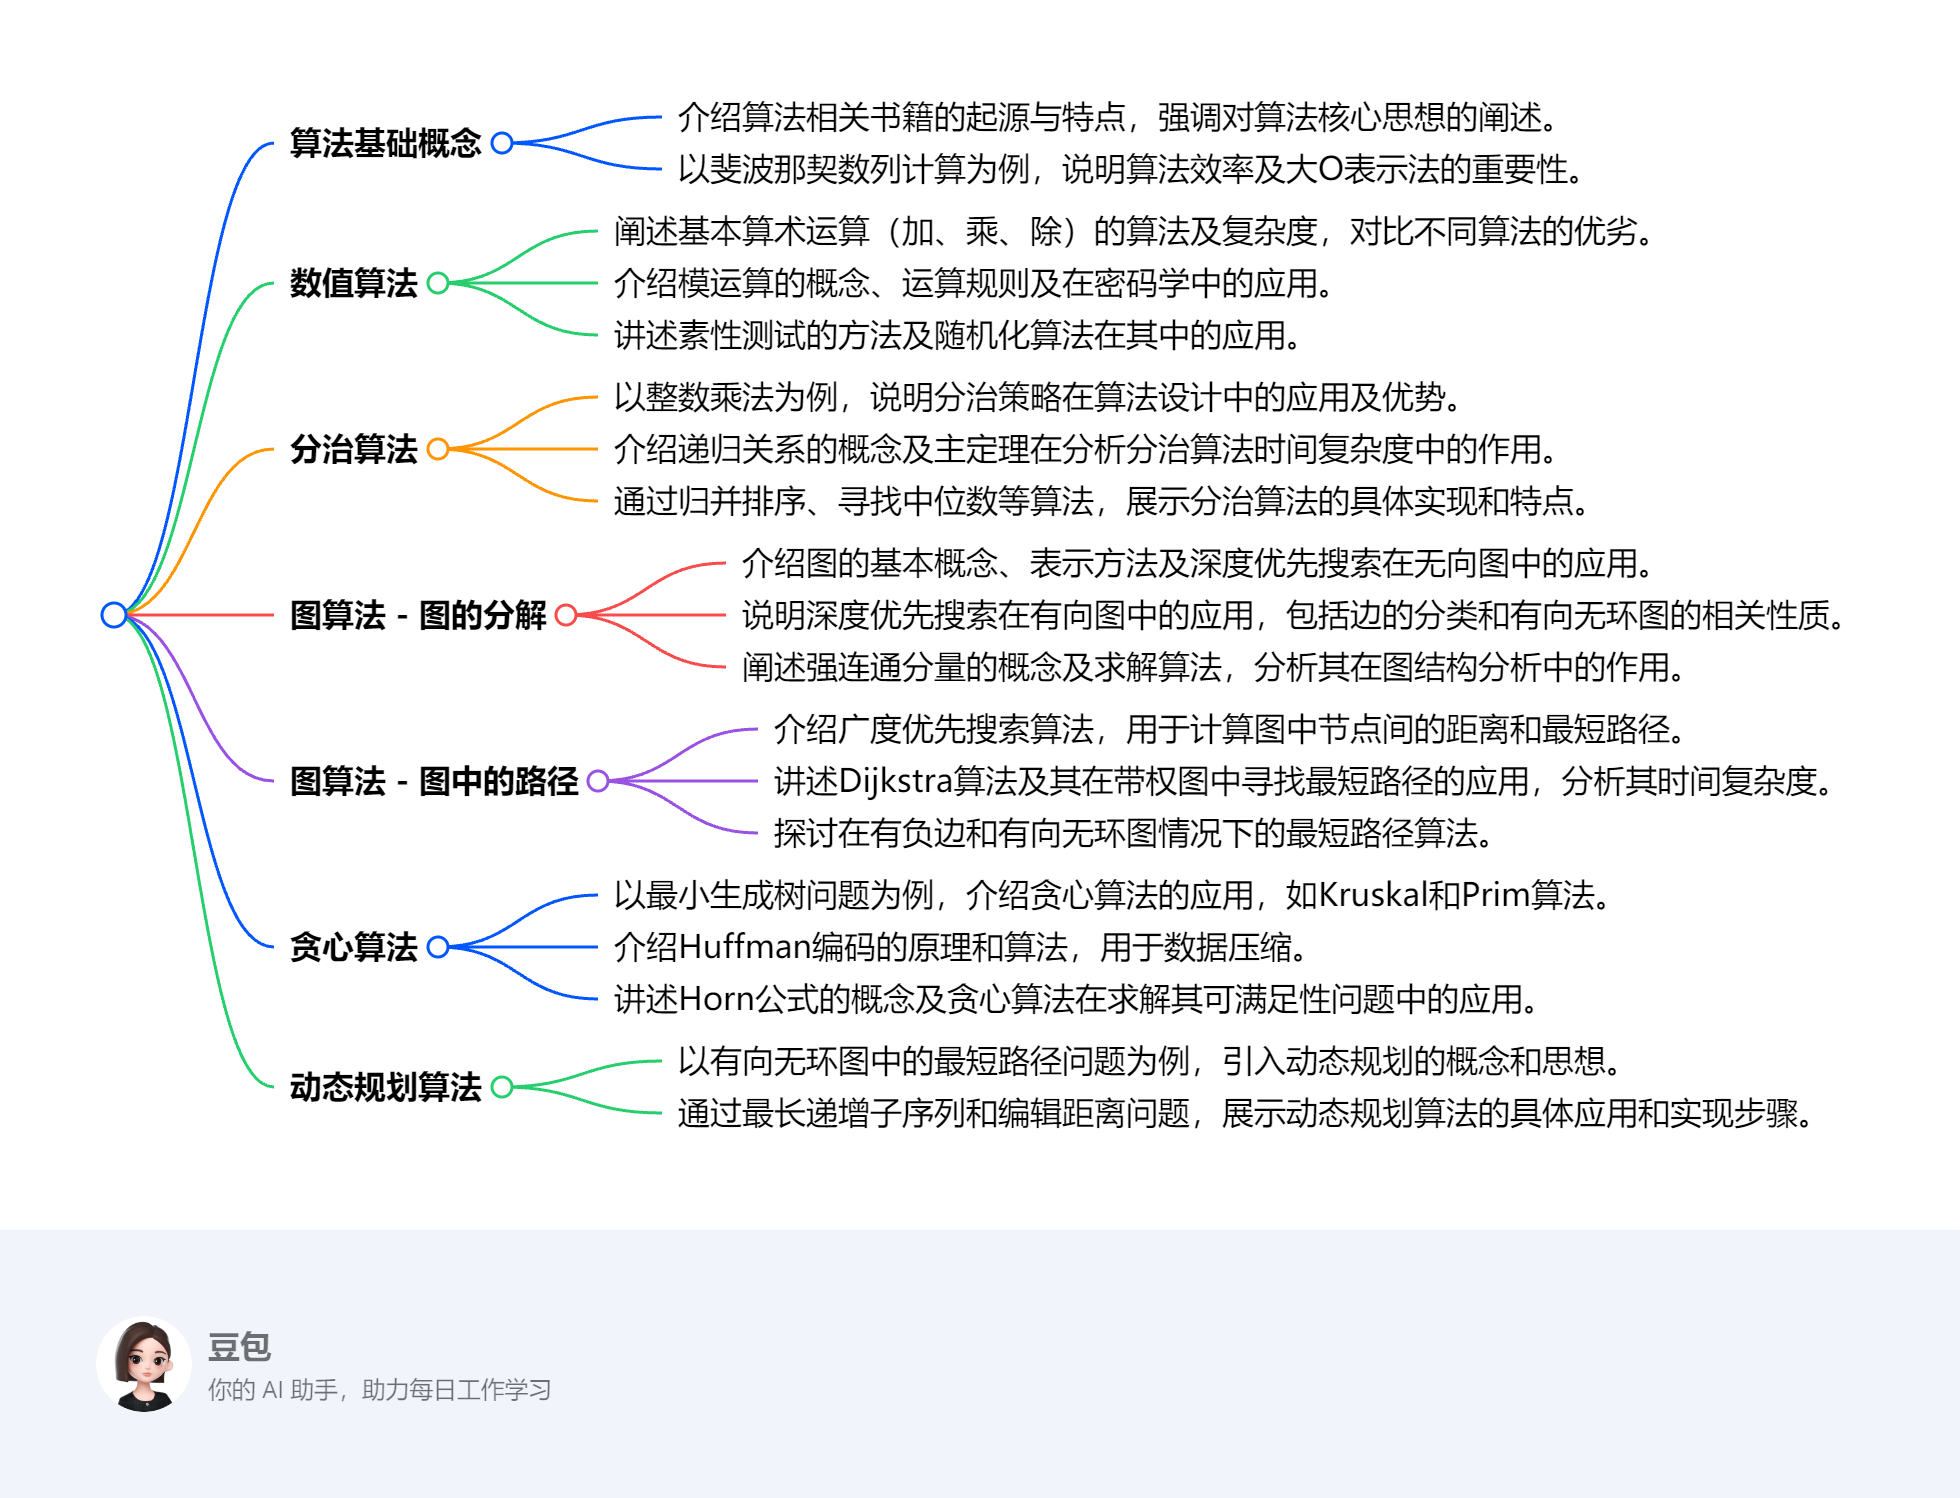 算法基础概念
介绍算法相关书籍的起源与特点，强调对算法核心思想的阐述。
以斐波那契数列计算为例，说明算法效率及大O表示法的重要性。
数值算法
阐述基本算术运算（加、乘、除）的算法及复杂度，对比不同算法的优劣。
介绍模运算的概念、运算规则及在密码学中的应用。
讲述素性测试的方法及随机化算法在其中的应用。
分治算法
以整数乘法为例，说明分治策略在算法设计中的应用及优势。
介绍递归关系的概念及主定理在分析分治算法时间复杂度中的作用。
通过归并排序、寻找中位数等算法，展示分治算法的具体实现和特点。
图算法 - 图的分解
介绍图的基本概念、表示方法及深度优先搜索在无向图中的应用。
说明深度优先搜索在有向图中的应用，包括边的分类和有向无环图的相关性质。
阐述强连通分量的概念及求解算法，分析其在图结构分析中的作用。
图算法 - 图中的路径
介绍广度优先搜索算法，用于计算图中节点间的距离和最短路径。
讲述Dijkstra算法及其在带权图中寻找最短路径的应用，分析其时间复杂度。
探讨在有负边和有向无环图情况下的最短路径算法。
贪心算法
以最小生成树问题为例，介绍贪心算法的应用，如Kruskal和Prim算法。
介绍Huffman编码的原理和算法，用于数据压缩。
讲述Horn公式的概念及贪心算法在求解其可满足性问题中的应用。
动态规划算法
以有向无环图中的最短路径问题为例，引入动态规划的概念和思想。
通过最长递增子序列和编辑距离问题，展示动态规划算法的具体应用和实现步骤。
豆包
你的 AI 助手，助力每日工作学习